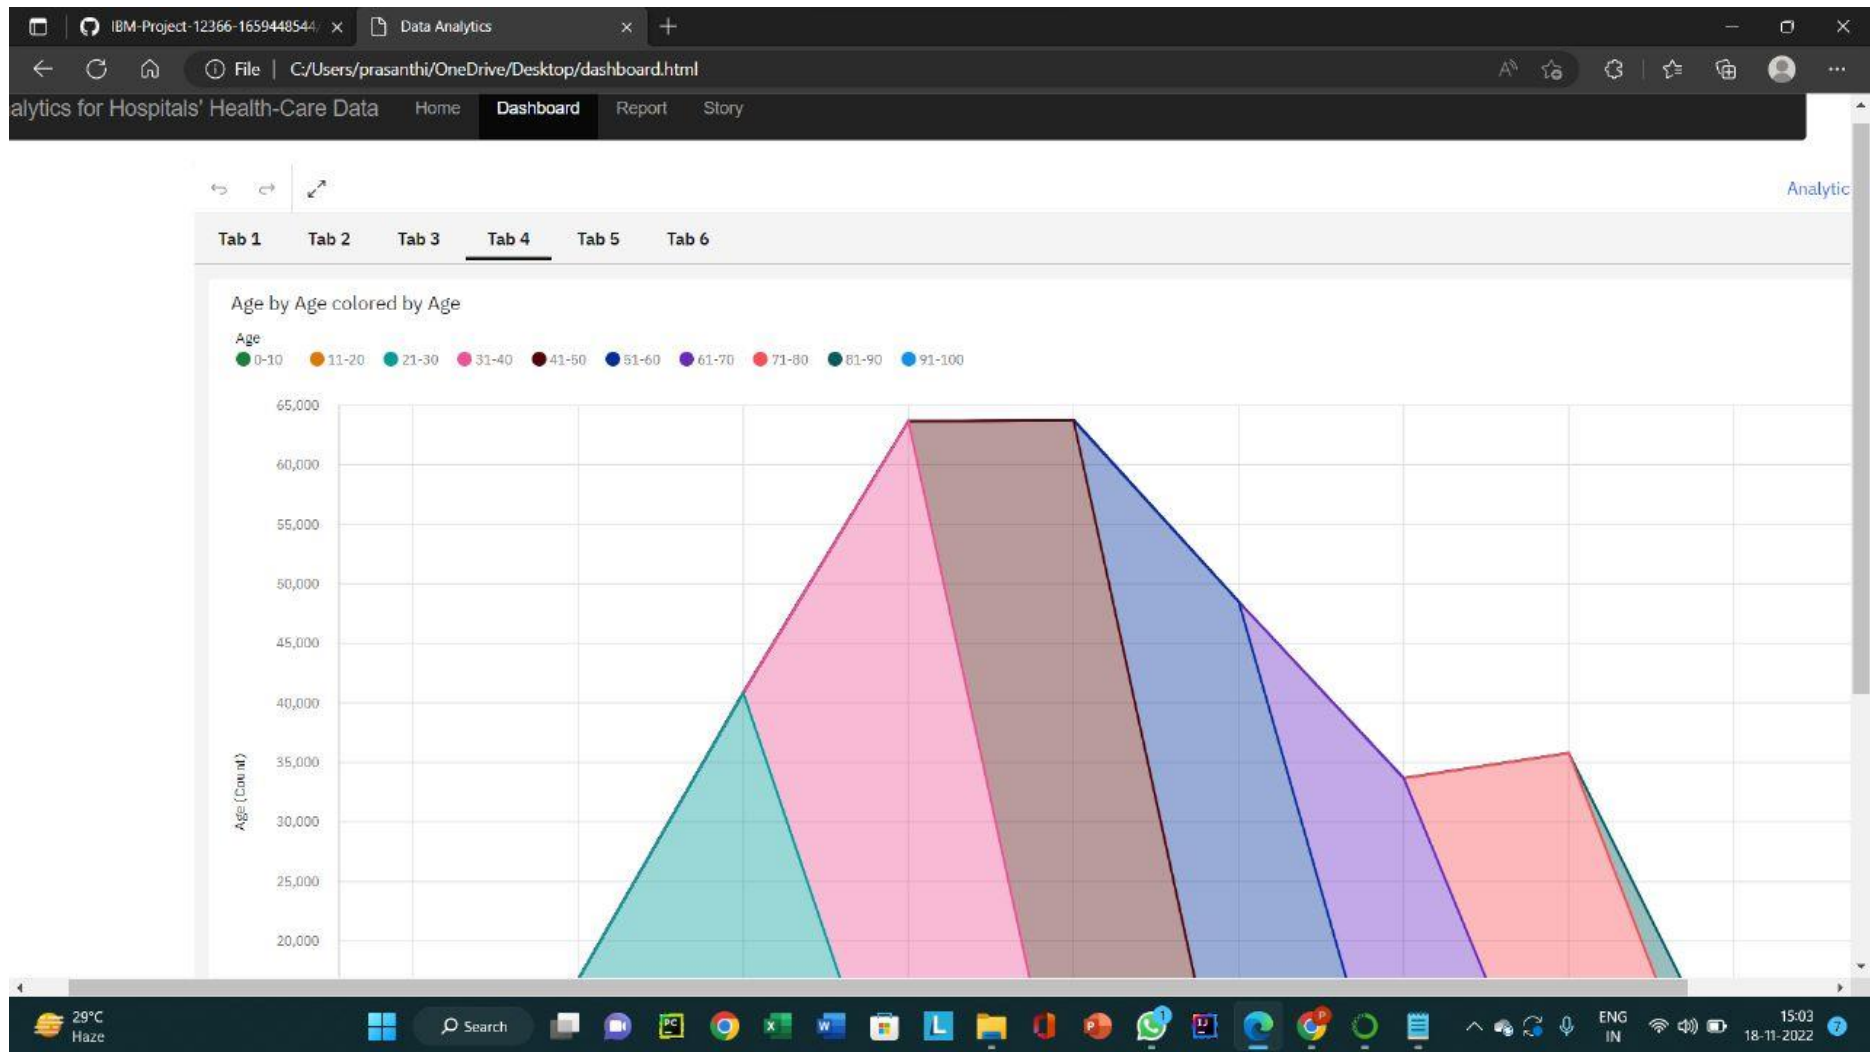 IBM-Project-12366-1659448544
Data Analytics
File
C:/Users/prasanthi/OneDrive/Desktop/dashboard.html
alytics for Hospitals' Health-Care Data
Home
Dashboard
Report
Story
Analytic
Tab 1
Tab 2
Tab 3
Tab 4
Tab 5
Tab 6
Age by Age colored by Age
Age
0-10 11-20 21-30 31-40 41-50 51-60 61-70 71-80 81-90 91-100
65,000
60,000
55,000
50,000
45,000
40,000
35,000
30,000
25,000
20,000
Age (Count)
29°C
Haze
Search
ENG
IN
15:03
18-11-2022
7